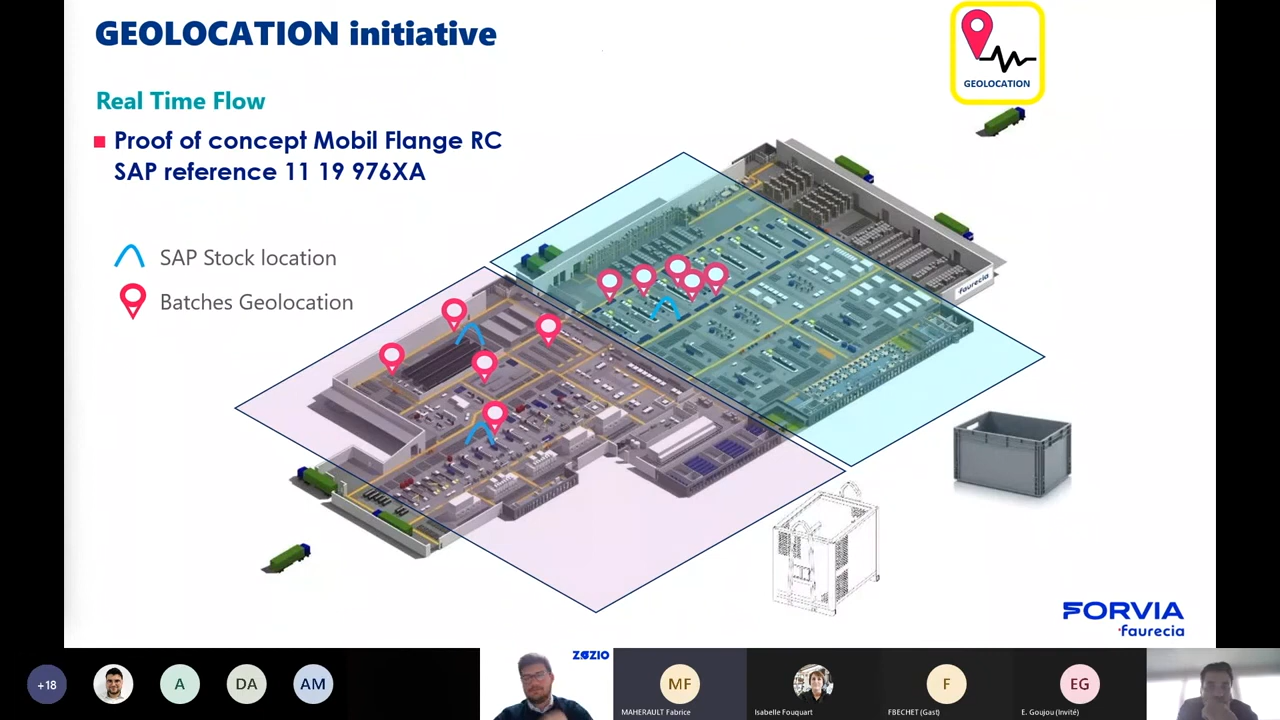 GEOLOCATION initiative
GEOLOCATION
Real Time Flow
Proof of concept Mobil Flange RC
SAP reference 11 19 976XA
SAP Stock location
Batches Geolocation
faurecia
FORVIA
faurecia
+18
A
DA
AM
ZOZIO
MF
MAHERAULT Fabrice
Isabelle Fouquart
F
FBECHET (Gast)
EG
E. Goujou (Invité)